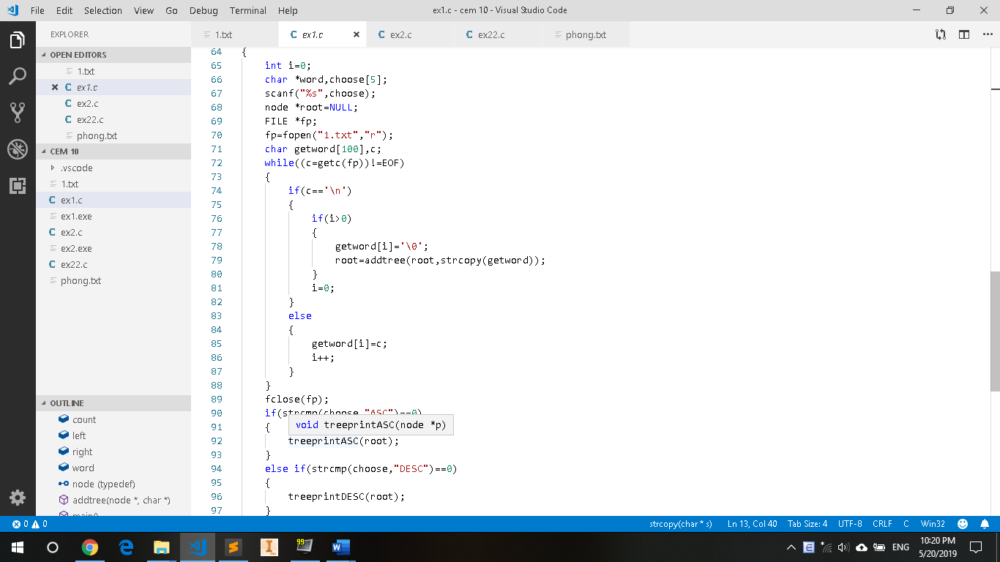 File Edit Selection View Go Debug Terminal Help
ex1.c - cem 10 - Visual Studio Code
EXPLORER
1.txt
ex1.c
ex2.c
ex22.c
phong.txt
OPEN EDITORS
1.txt
ex1.c
ex2.c
ex22.c
phong.txt
CEM 10
.vscode
1.txt
ex1.c
ex1.exe
ex2.c
ex2.exe
ex22.c
phong.txt
OUTLINE
count
left
right
word
node (typedef)
addtree(node *, char *)
main()
64 {
65 int i=0;
66 char *word,choose[5];
67 scanf("%s",choose);
68 node *root=NULL;
69 FILE *fp;
70 fp=fopen("1.txt","r");
71 char getword[100],c;
72 while((c=getc(fp))!=EOF)
73 {
74 if(c=='\n')
75 {
76 if(i>0)
77 {
78 getword[i]='\0';
79 root=addtree(root,strcopy(getword));
80 }
81 i=0;
82 }
83 else
84 {
85 getword[i]=c;
86 i++;
87 }
88 }
89 fclose(fp);
90 if(strcmp(choose,"ASC")==0)
void treeprintASC(node *p)
91 {
92 treeprintASC(root);
93 }
94 else if(strcmp(choose,"DESC")==0)
95 {
96 treeprintDESC(root);
97 }
0 0
strcopy(char * s) Ln 13, Col 40 Tab Size: 4 UTF-8 CRLF C Win32
99
ENG
10:20 PM
5/20/2019